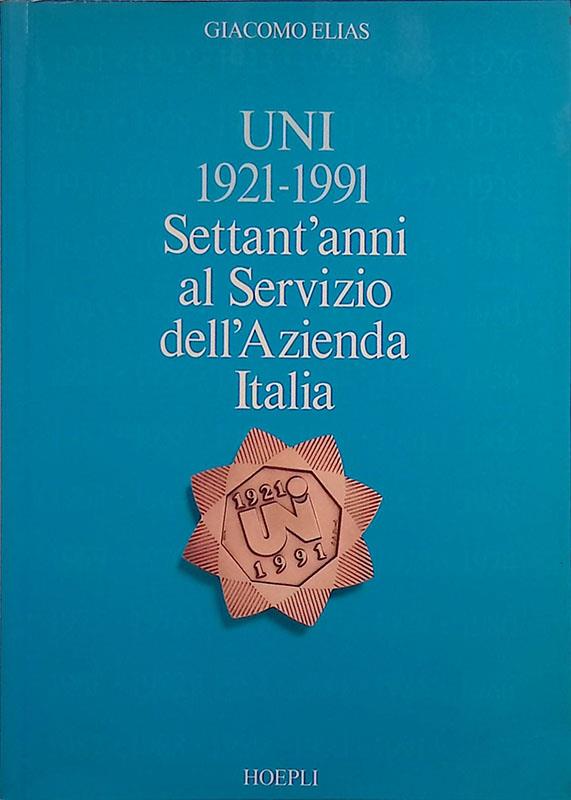 GIACOMO ELIAS
UNI
1921-1991
Settant'anni
al Servizio
dell'Azienda
Italia
1921
UNI
1991
HOEPLI